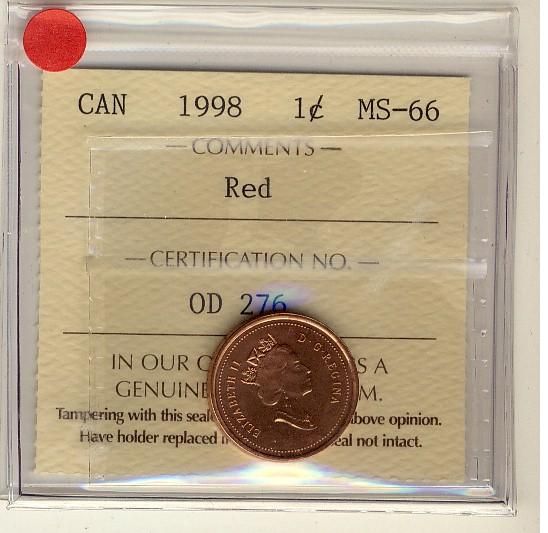 CAN 1998 1¢ MS-66
— COMMENTS —
Red
— CERTIFICATION NO. —
OD 276
IN OUR S A
GENUINE M.
Tampering with this seal above opinion.
Have holder replaced seal not intact.
ELIZABETH II D·G·REGINA